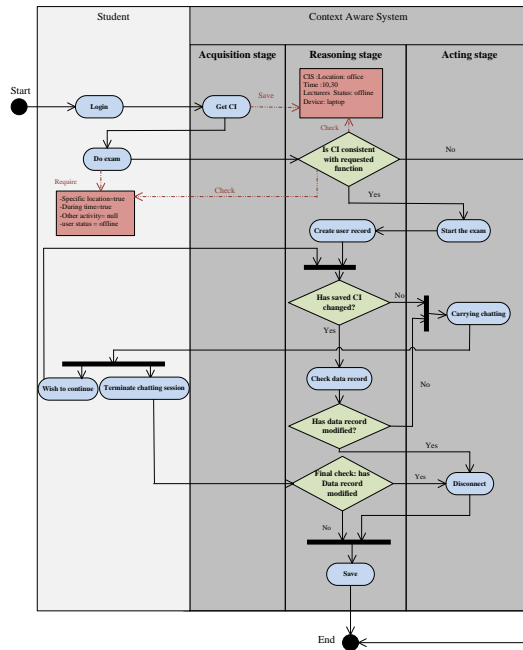 Student
Context Aware System
Acquisition stage
Reasoning stage
Acting stage
CIS :Location: office
Time :10,30
Lecturers Status: offline
Device: laptop
Start
Login
Get CI
Save
Check
Do exam
Is CI consistent
with requested
function
No
Require
Check
Yes
-Specific location=true
-During time=true
-Other activity= null
-user status = offline
Create user record
Start the exam
Has saved CI
changed?
No
Carrying chatting
Yes
Wish to continue
Terminate chatting session
Check data record
No
Has data record
modified?
Yes
Final check: has
Data record
modified
Yes
Disconnect
No
Save
End